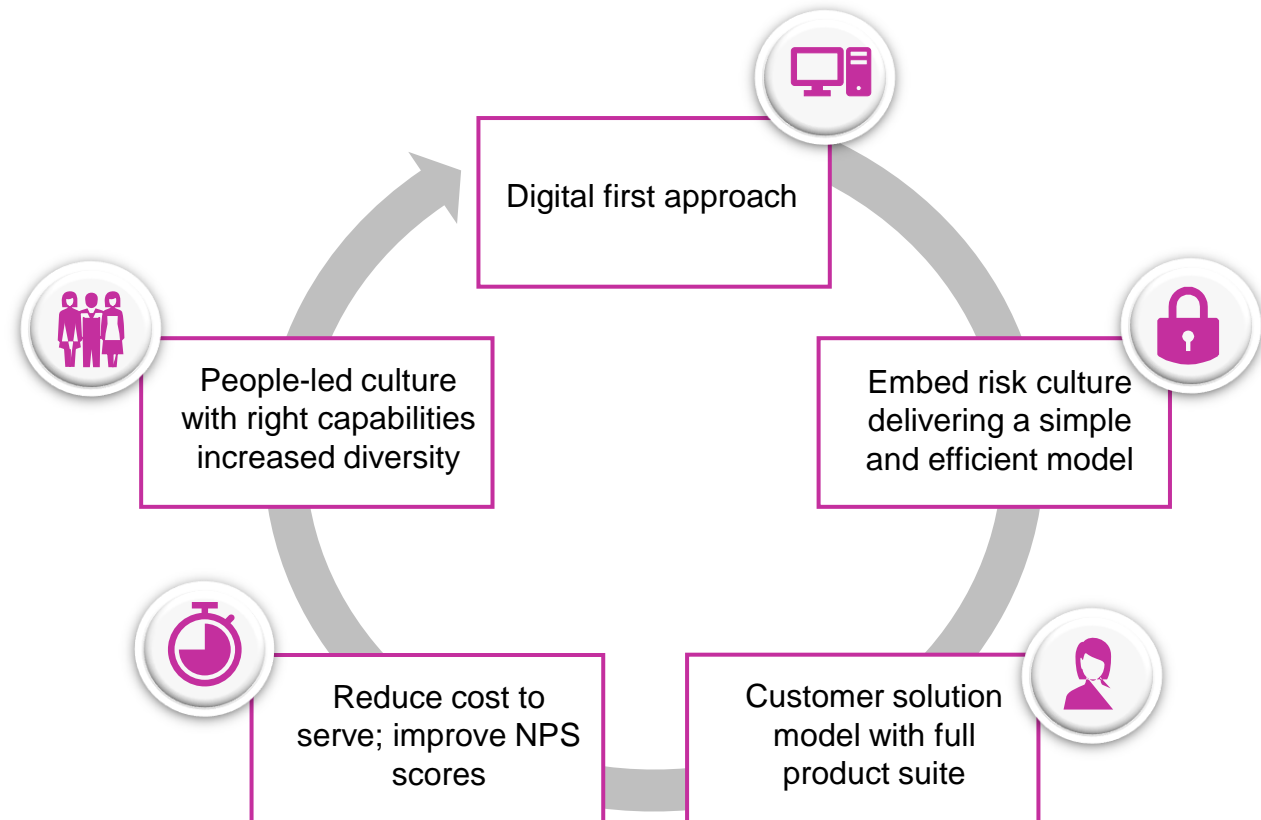 Digital first approach
Embed risk culture
delivering a simple
and efficient model
Customer solution
model with full
product suite
Reduce cost to
serve; improve NPS
scores
People-led culture
with right capabilities
increased diversity